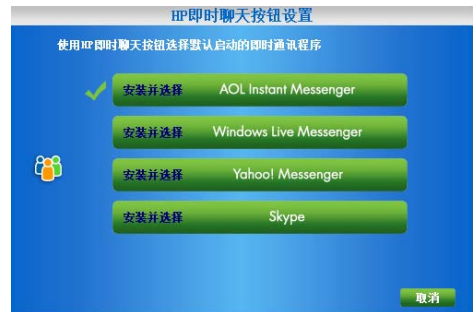 HP即时聊天按钮设置
使用HP即时聊天按钮选择默认启动的即时通讯程序
安装并选择 AOL Instant Messenger
安装并选择 Windows Live Messenger
安装并选择 Yahoo! Messenger
安装并选择 Skype
取消